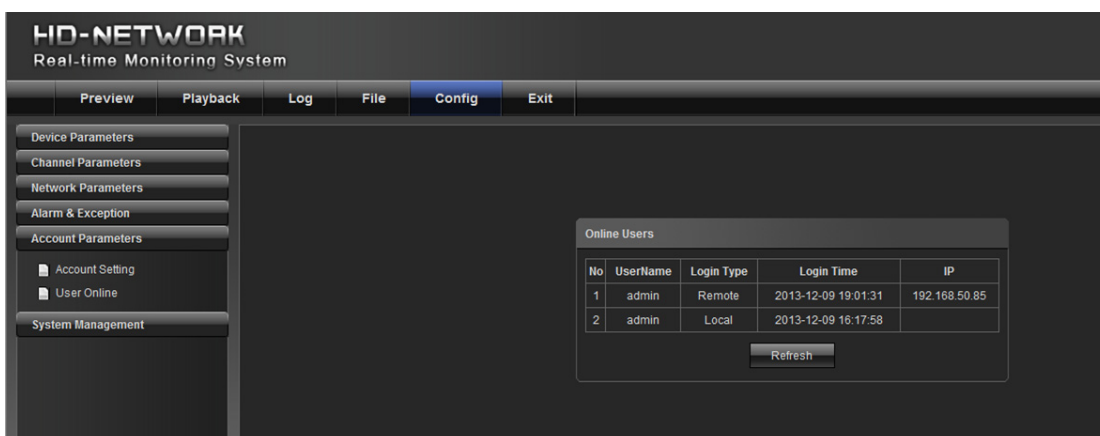 HD-NETWORK
Real-time Monitoring System
Preview Playback Log File Config Exit
Device Parameters
Channel Parameters
Network Parameters
Alarm & Exception
Account Parameters
Account Setting
User Online
System Management
Online Users
No UserName Login Type Login Time IP
1 admin Remote 2013-12-09 19:01:31 192.168.50.85
2 admin Local 2013-12-09 16:17:58
Refresh